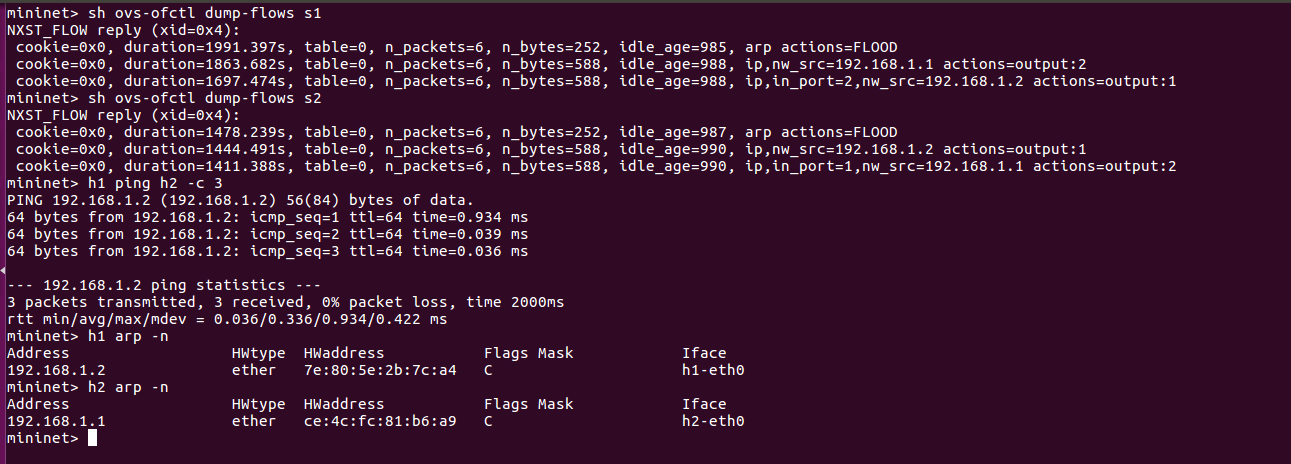 mininet> sh ovs-ofctl dump-flows s1
NXST_FLOW reply (xid=0x4):
 cookie=0x0, duration=1991.397s, table=0, n_packets=6, n_bytes=252, idle_age=985, arp actions=FLOOD
 cookie=0x0, duration=1863.682s, table=0, n_packets=6, n_bytes=588, idle_age=988, ip,nw_src=192.168.1.1 actions=output:2
 cookie=0x0, duration=1697.474s, table=0, n_packets=6, n_bytes=588, idle_age=988, ip,in_port=2,nw_src=192.168.1.2 actions=output:1
mininet> sh ovs-ofctl dump-flows s2
NXST_FLOW reply (xid=0x4):
 cookie=0x0, duration=1478.239s, table=0, n_packets=6, n_bytes=252, idle_age=987, arp actions=FLOOD
 cookie=0x0, duration=1444.491s, table=0, n_packets=6, n_bytes=588, idle_age=990, ip,nw_src=192.168.1.2 actions=output:1
 cookie=0x0, duration=1411.388s, table=0, n_packets=6, n_bytes=588, idle_age=990, ip,in_port=1,nw_src=192.168.1.1 actions=output:2
mininet> h1 ping h2 -c 3
PING 192.168.1.2 (192.168.1.2) 56(84) bytes of data.
64 bytes from 192.168.1.2: icmp_seq=1 ttl=64 time=0.934 ms
64 bytes from 192.168.1.2: icmp_seq=2 ttl=64 time=0.039 ms
64 bytes from 192.168.1.2: icmp_seq=3 ttl=64 time=0.036 ms

--- 192.168.1.2 ping statistics ---
3 packets transmitted, 3 received, 0% packet loss, time 2000ms
rtt min/avg/max/mdev = 0.036/0.336/0.934/0.422 ms
mininet> h1 arp -n
Address                  HWtype  HWaddress           Flags Mask            Iface
192.168.1.2              ether   7e:80:5e:2b:7c:a4   C                     h1-eth0
mininet> h2 arp -n
Address                  HWtype  HWaddress           Flags Mask            Iface
192.168.1.1              ether   ce:4c:fc:81:b6:a9   C                     h2-eth0
mininet>